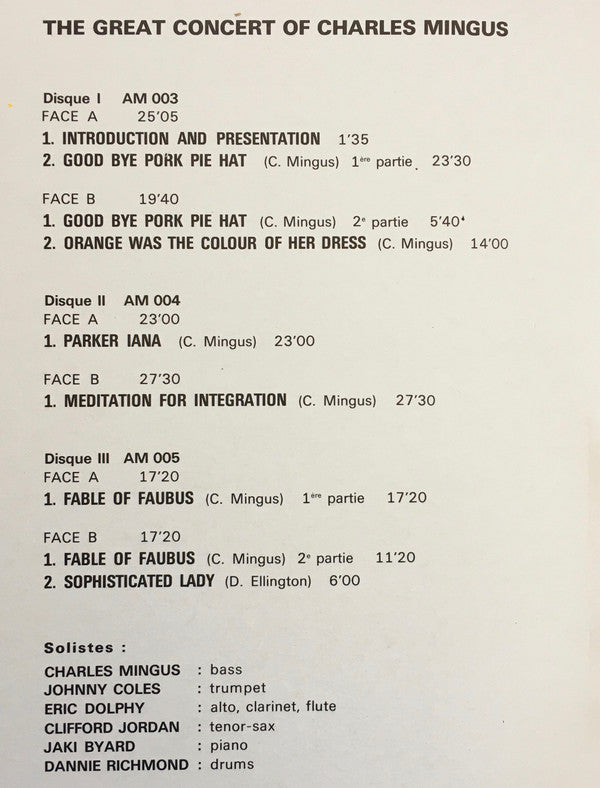 THE GREAT CONCERT OF CHARLES MINGUS
Disque I AM 003
FACE A 25'05
1. INTRODUCTION AND PRESENTATION 1'35
2. GOOD BYE PORK PIE HAT (C. Mingus) 1ère partie 23'30
FACE B 19'40
1. GOOD BYE PORK PIE HAT (C. Mingus) 2e partie 5'40
2. ORANGE WAS THE COLOUR OF HER DRESS (C. Mingus) 14'00
Disque II AM 004
FACE A 23'00
1. PARKER IANA (C. Mingus) 23'00
FACE B 27'30
1. MEDITATION FOR INTEGRATION (C. Mingus) 27'30
Disque III AM 005
FACE A 17'20
1. FABLE OF FAUBUS (C. Mingus) 1ère partie 17'20
FACE B 17'20
1. FABLE OF FAUBUS (C. Mingus) 2e partie 11'20
2. SOPHISTICATED LADY (D. Ellington) 6'00
Solistes :
CHARLES MINGUS : bass
JOHNNY COLES : trumpet
ERIC DOLPHY : alto, clarinet, flute
CLIFFORD JORDAN : tenor-sax
JAKI BYARD : piano
DANNIE RICHMOND : drums